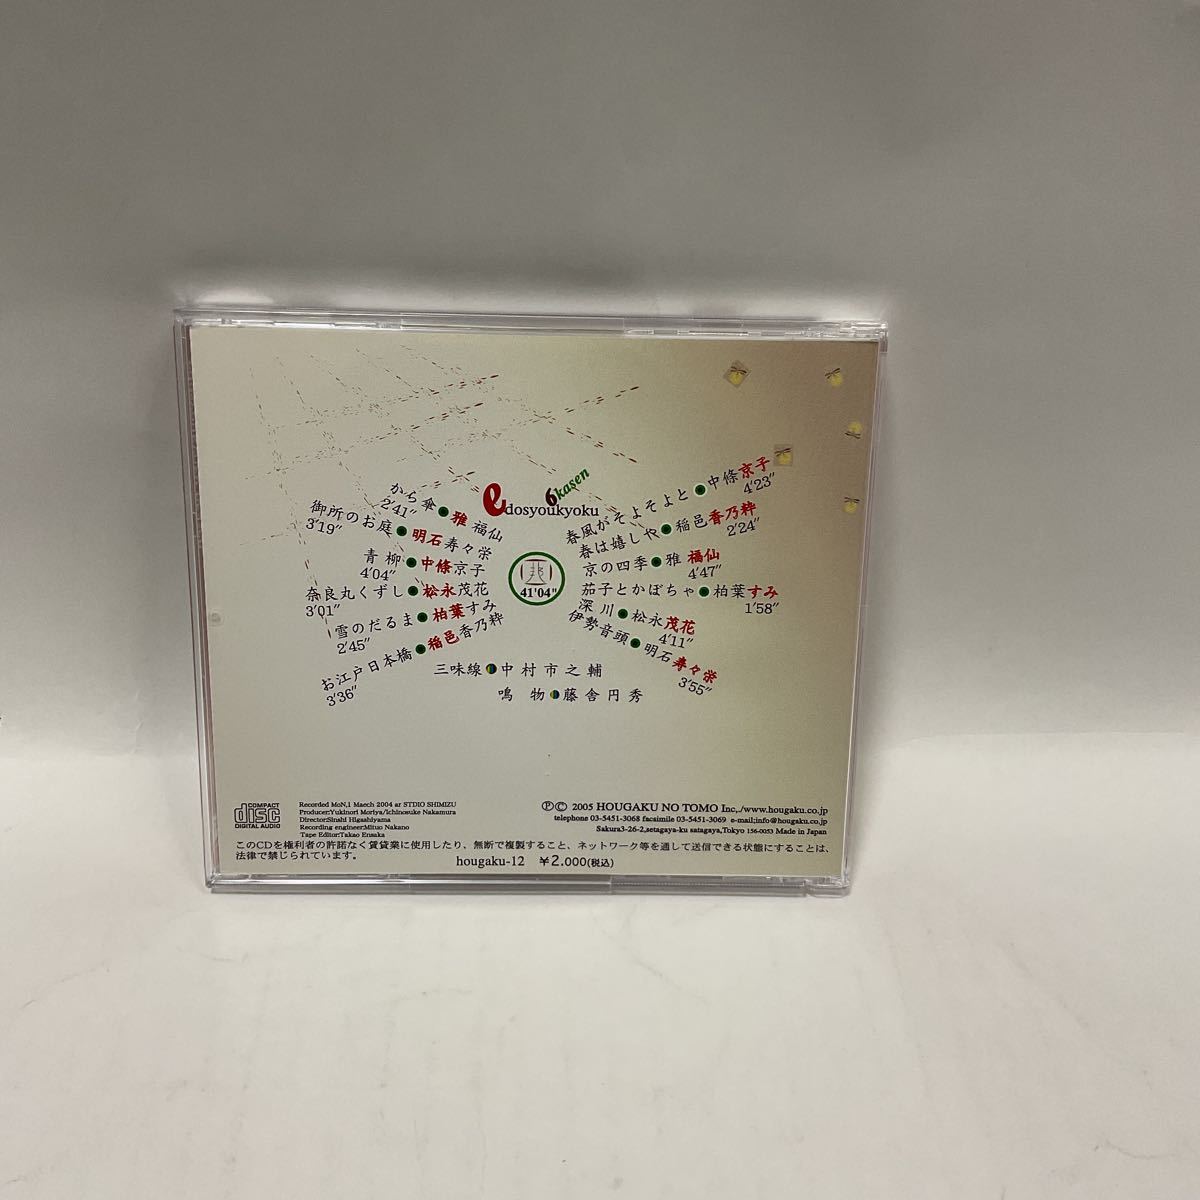 edosyoukyoku 6kasen
から傘●雅 福仙
2'41"
御所のお庭●明石寿々栄
3'19"
青柳●中條京子
4'04"
奈良丸くずし●松永茂花
3'01"
雪のだるま●柏葉すみ
2'45"
お江戸日本橋●稲邑香乃粋
3'36"
41'04"
春風がそよそよと●中條京子
4'23"
春は嬉しや●稲邑香乃粋
2'24"
京の四季●雅 福仙
4'47"
茄子とかぼちゃ●柏葉すみ
1'58"
深川●松永茂花
4'11"
伊勢音頭●明石寿々栄
3'55"
三味線●中村市之輔
鳴物●藤舎円秀
COMPACT
disc
DIGITAL AUDIO
Recorded MoN,1 Maech 2004 ar STDIO SHIMIZU
Producer:Yukinori Moriya/Ichinosuke Nakamura
Director:Sinahi Higashiyama
Recording engineer:Mituo Nakano
Tape Editor:Takao Ensaka
ⓅⒸ 2005 HOUGAKU NO TOMO Inc,./www.hougaku.co.jp
telephone 03-5451-3068 facsimile 03-5451-3069 e-mail;info@hougaku.co.jp
Sakura3-26-2,setagaya-ku satagaya,Tokyo 156-0053 Made in Japan
このCDを権利者の許諾なく賃貸業に使用したり、無断で複製すること、ネットワーク等を通して送信できる状態にすることは、
法律で禁じられています。
hougaku-12 ¥2.000(税込)